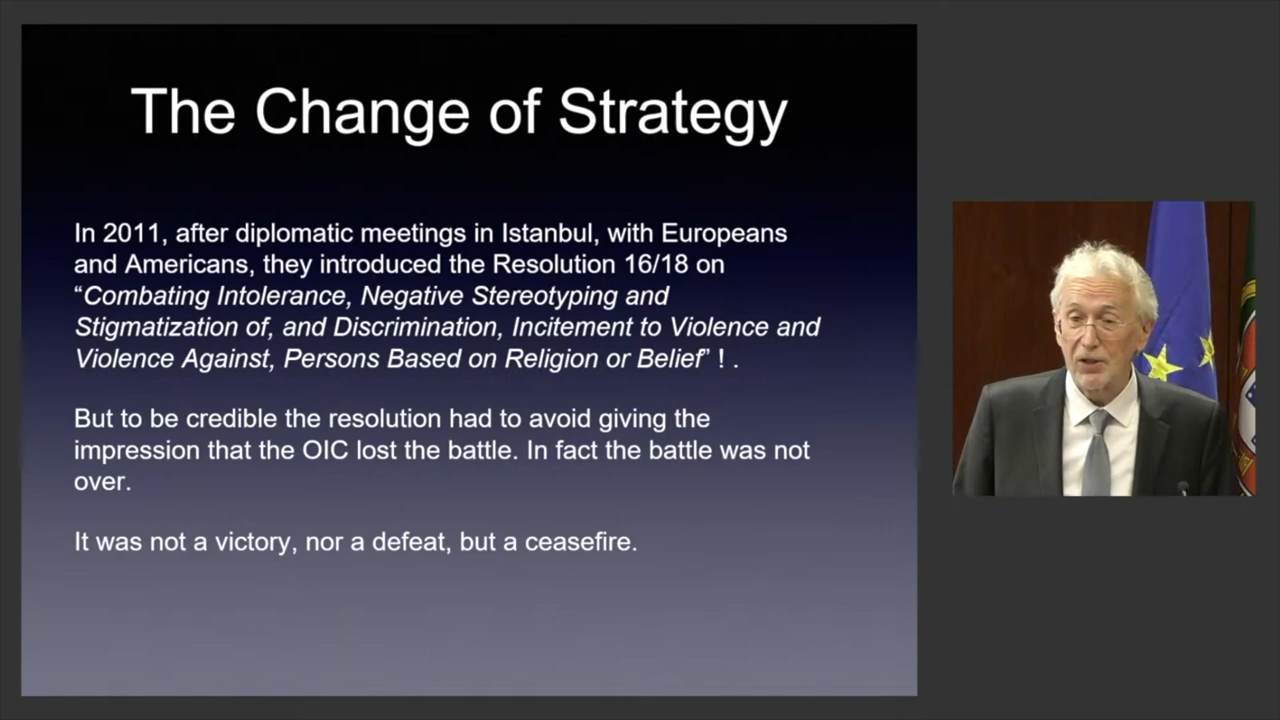 The Change of Strategy
In 2011, after diplomatic meetings in Istanbul, with Europeans
and Americans, they introduced the Resolution 16/18 on
“Combating Intolerance, Negative Stereotyping and
Stigmatization of, and Discrimination, Incitement to Violence and
Violence Against, Persons Based on Religion or Belief” ! .
But to be credible the resolution had to avoid giving the
impression that the OIC lost the battle. In fact the battle was not
over.
It was not a victory, nor a defeat, but a ceasefire.